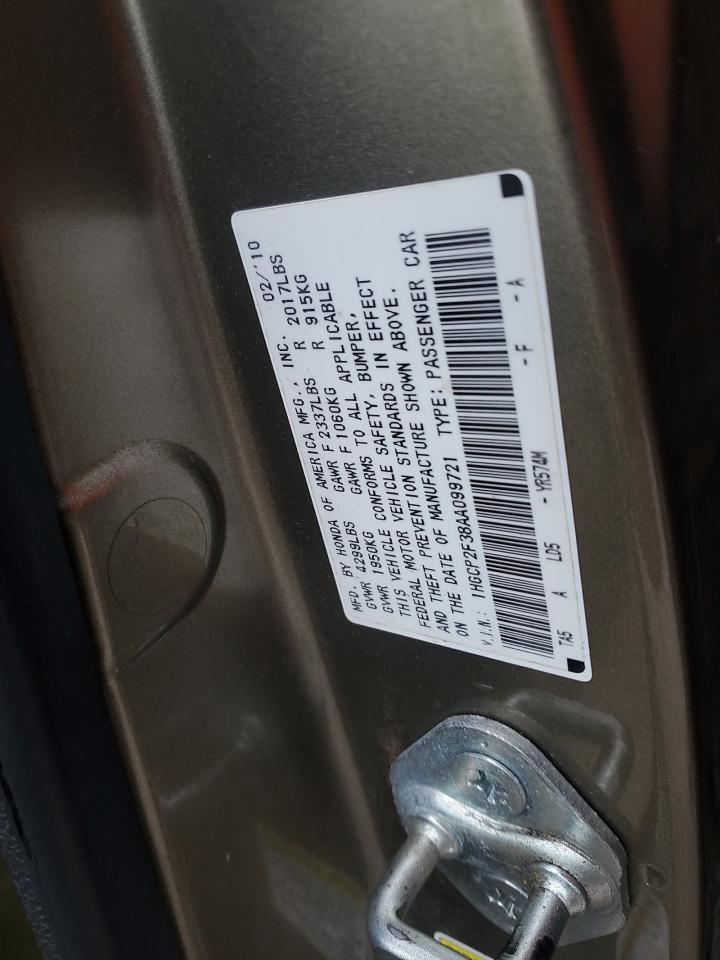 MFD. BY HONDA OF AMERICA MFG., INC. 02/'10
GVWR 4299LBS GAWR F 2337LBS R 2017LBS
GVWR 1950KG GAWR F 1060KG R 915KG
THIS VEHICLE CONFORMS TO ALL APPLICABLE
FEDERAL MOTOR VEHICLE SAFETY, BUMPER,
AND THEFT PREVENTION STANDARDS IN EFFECT
ON THE DATE OF MANUFACTURE SHOWN ABOVE.
V.I.N.: 1HGCP2F38AA099721 TYPE: PASSENGER CAR
TA5 A LD5 - YR574M - F - A